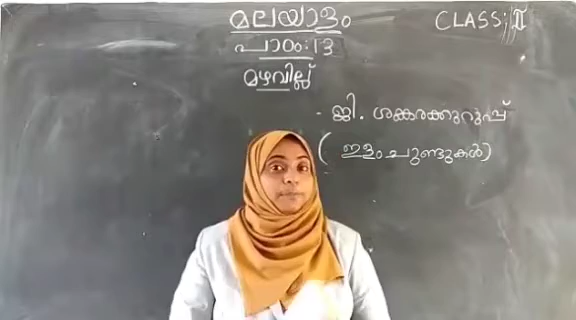 മലയാളം
CLASS: II
പാഠം: 13
മഴവില്ല്
- ജി. ശങ്കരക്കുറുപ്പ്
(ഇളം ചുണ്ടുകൾ)